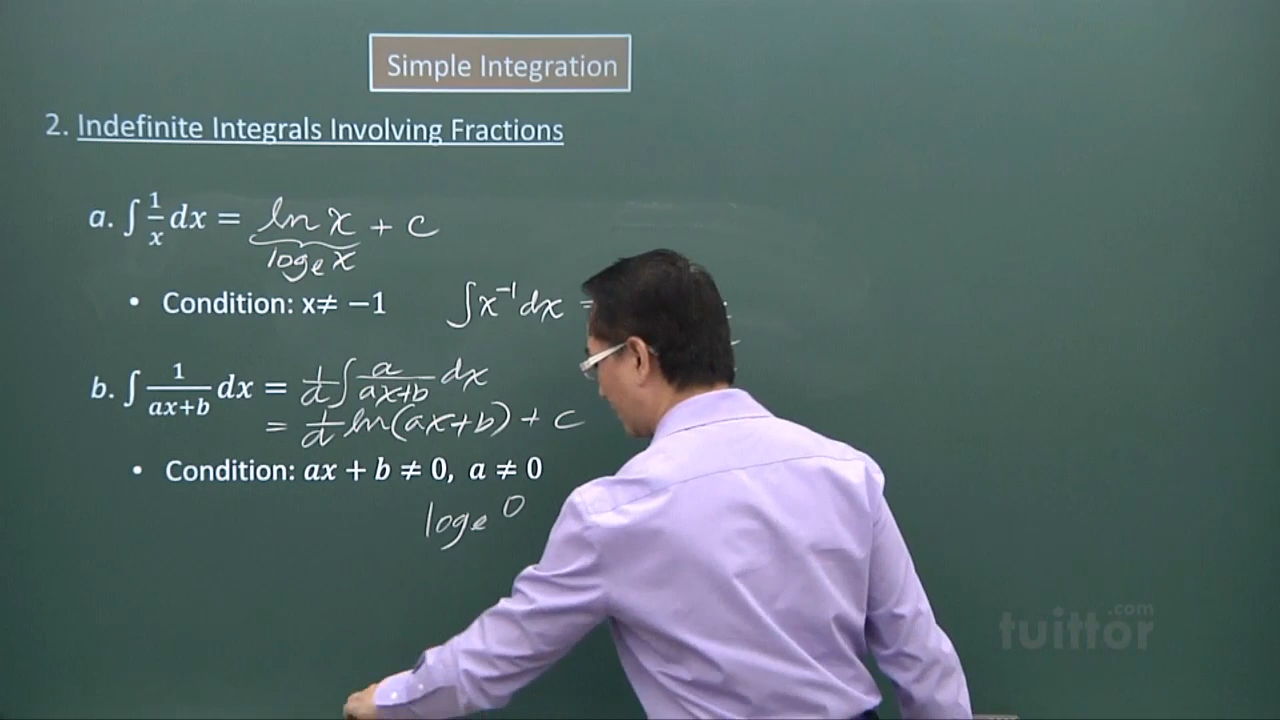 Simple Integration
2. Indefinite Integrals Involving Fractions
a. ∫ 1/x dx = ln x + c
logₑ x
• Condition: x≠ −1
∫x⁻¹dx =
b. ∫ 1/(ax+b) dx = 1/a ∫ a/(ax+b) dx
= 1/a ln(ax+b) + c
• Condition: ax + b ≠ 0, a ≠ 0
logₑ 0
tuittor.com